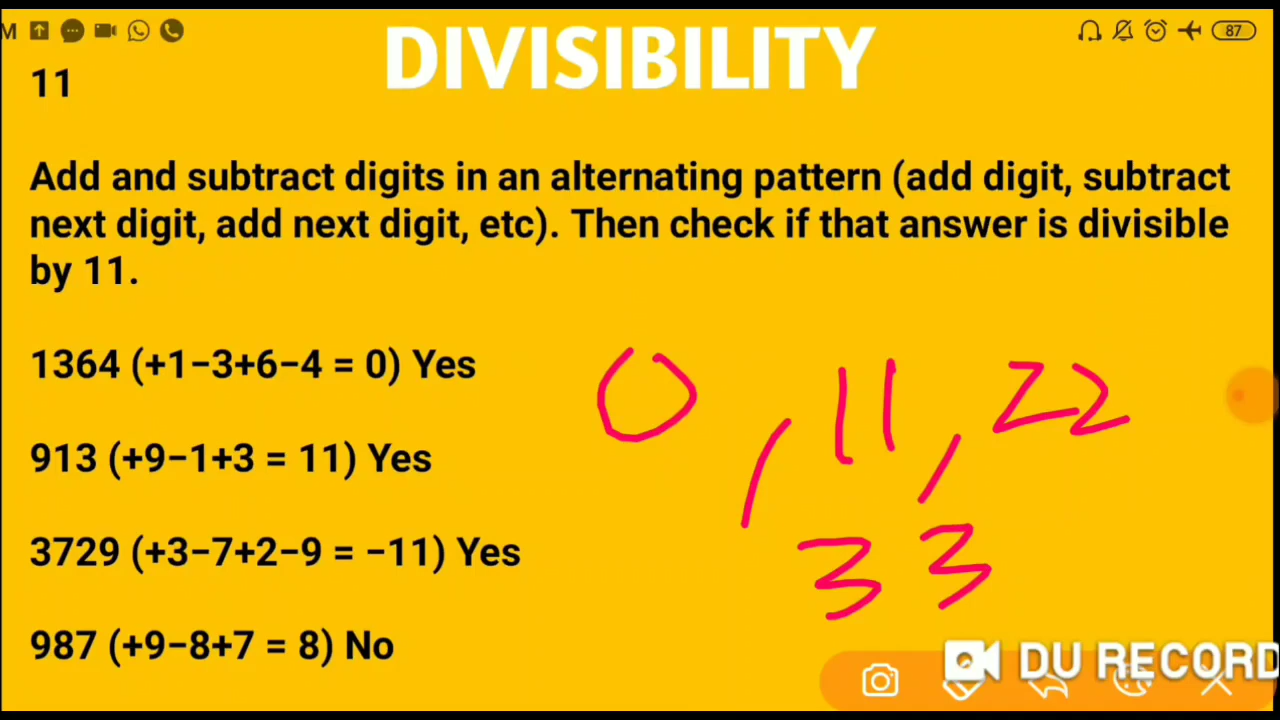 M 87
DIVISIBILITY
11
Add and subtract digits in an alternating pattern (add digit, subtract
next digit, add next digit, etc). Then check if that answer is divisible
by 11.
1364 (+1−3+6−4 = 0) Yes
0, 11, 22
913 (+9−1+3 = 11) Yes
3729 (+3−7+2−9 = −11) Yes
33
987 (+9−8+7 = 8) No
DU RECORD